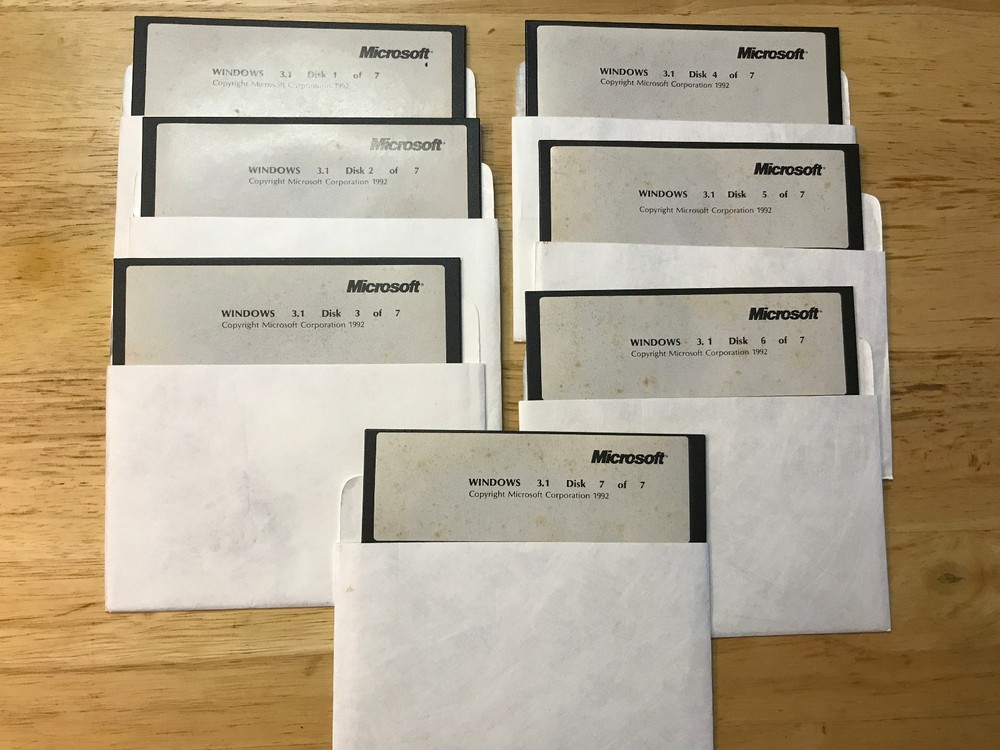 Microsoft
WINDOWS 3.1 Disk 1 of 7
Copyright Microsoft Corporation 1992
Microsoft
WINDOWS 3.1 Disk 2 of 7
Copyright Microsoft Corporation 1992
Microsoft
WINDOWS 3.1 Disk 3 of 7
Copyright Microsoft Corporation 1992
Microsoft
WINDOWS 3.1 Disk 4 of 7
Copyright Microsoft Corporation 1992
Microsoft
WINDOWS 3.1 Disk 5 of 7
Copyright Microsoft Corporation 1992
Microsoft
WINDOWS 3.1 Disk 6 of 7
Copyright Microsoft Corporation 1992
Microsoft
WINDOWS 3.1 Disk 7 of 7
Copyright Microsoft Corporation 1992